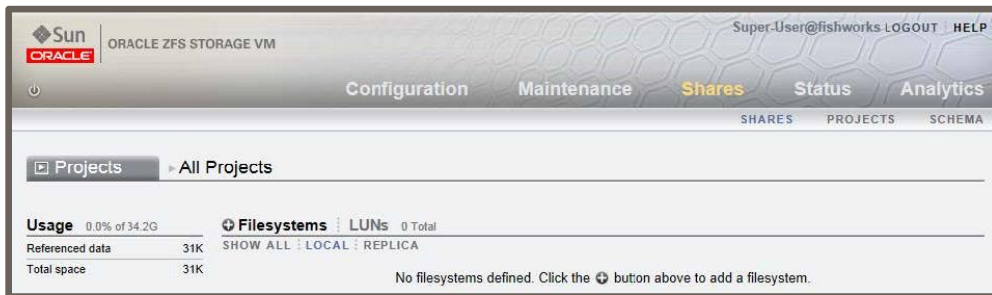 Super-User@fishworks LOGOUT HELP
Sun
ORACLE
ORACLE ZFS STORAGE VM
Configuration Maintenance Shares Status Analytics
SHARES PROJECTS SCHEMA
Projects All Projects
Usage 0.0% of 34.2G
Referenced data 31K
Total space 31K
Filesystems LUNs 0 Total
SHOW ALL LOCAL REPLICA
No filesystems defined. Click the button above to add a filesystem.